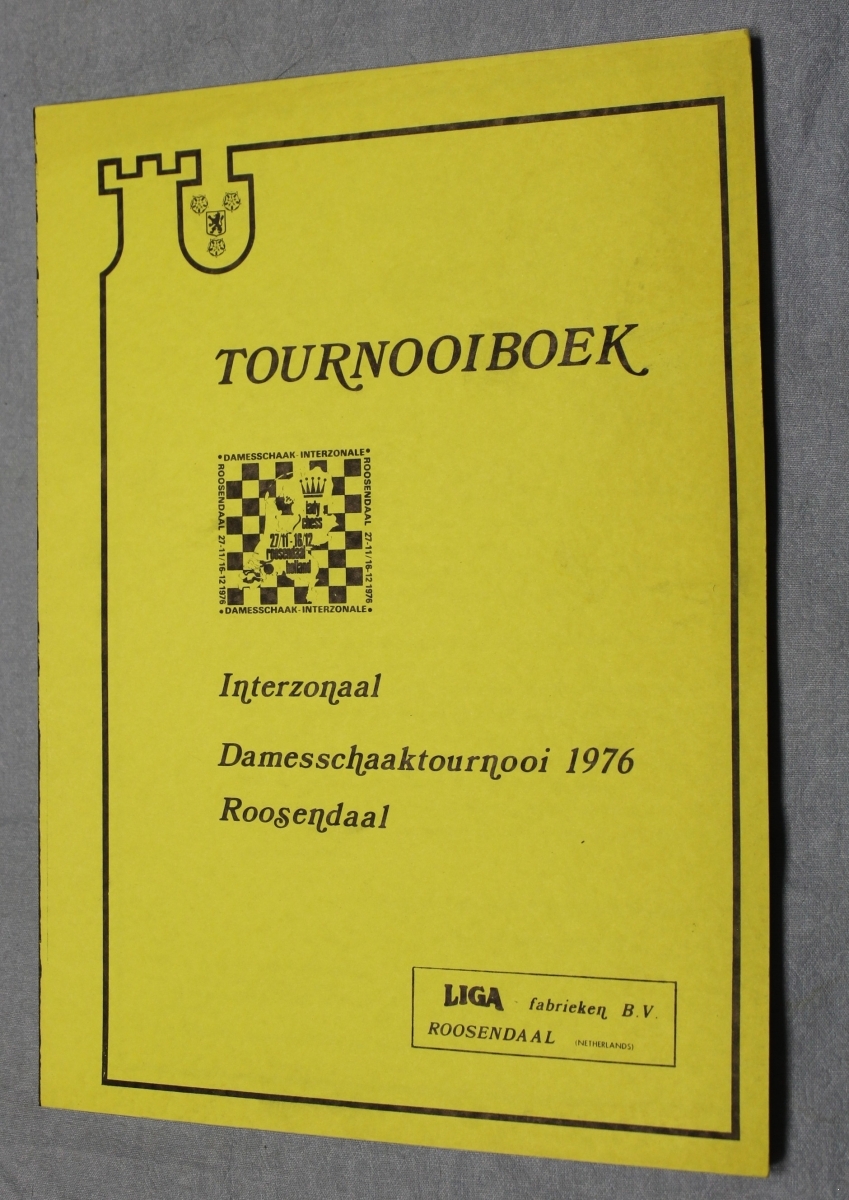 TOURNOOIBOEK
•DAMESSCHAAK-INTERZONALE•
ROOSENDAAL 27-11/16-12 1976
ROOSENDAAL 27-11/16-12 1976
lady
chess
27/11-16/12
roosendaal
holland
•DAMESSCHAAK-INTERZONALE•
Interzonaal
Damesschaaktournooi 1976
Roosendaal
LIGA fabrieken B.V.
ROOSENDAAL (NETHERLANDS)